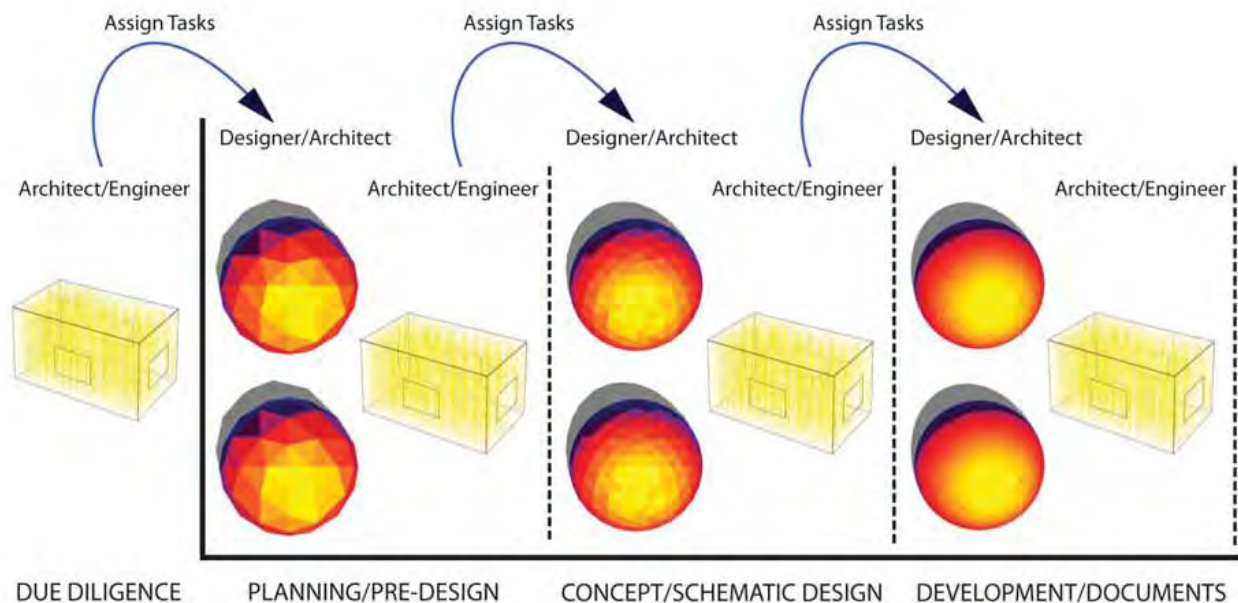 Assign Tasks
Assign Tasks
Assign Tasks
Designer/Architect
Designer/Architect
Designer/Architect
Architect/Engineer
Architect/Engineer
Architect/Engineer
Architect/Engineer
DUE DILIGENCE
PLANNING/PRE-DESIGN
CONCEPT/SCHEMATIC DESIGN
DEVELOPMENT/DOCUMENTS